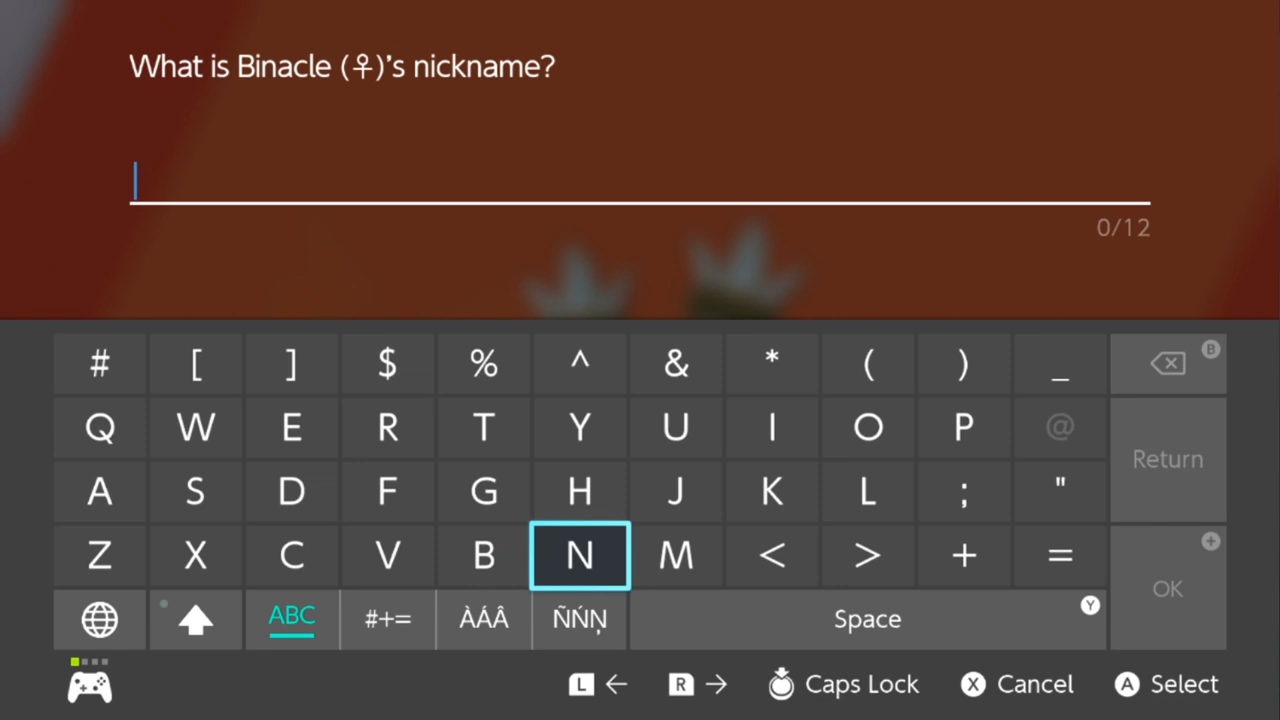 What is Binacle (♀)'s nickname?
0/12
# [ ] $ % ^ & * ( ) _ B
Q W E R T Y U I O P @ Return
A S D F G H J K L ; "
Z X C V B N M < > + = + OK
ABC #+= ÀÁÂ ÑŃŅ Space Y
L ← R → Caps Lock X Cancel A Select